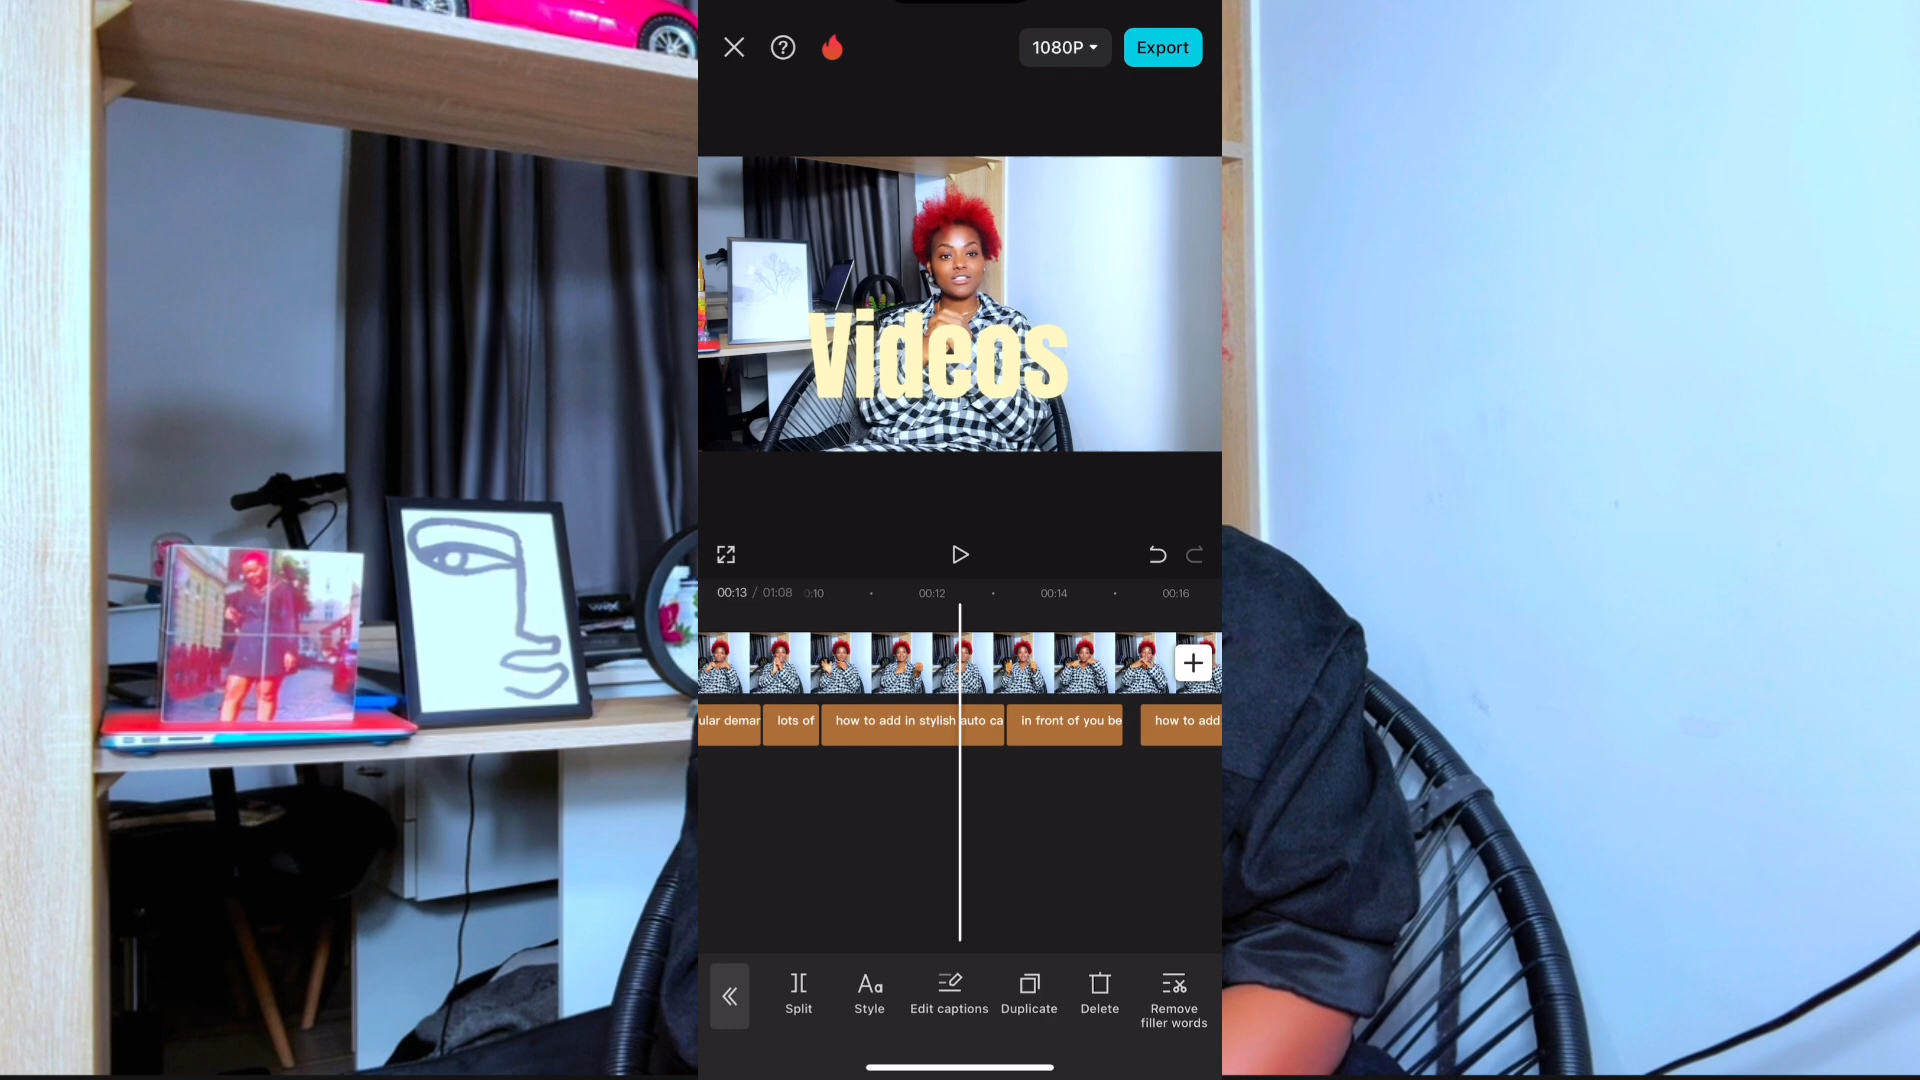 1080P
Export
Videos
00:13 / 01:08
0:10
00:12
00:14
00:16
ular demar
lots of
how to add in stylish auto ca
in front of you be
how to add
Split
Style
Edit captions
Duplicate
Delete
Remove
filler words